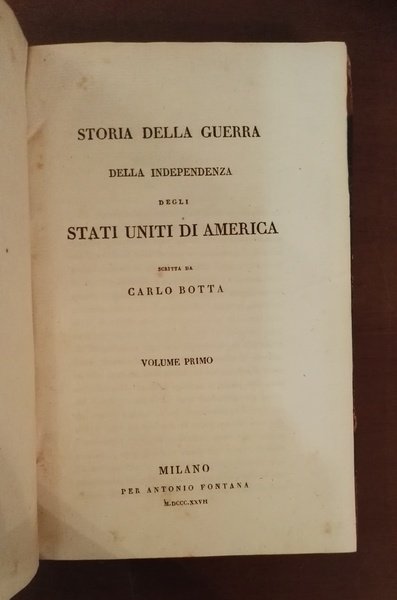 STORIA DELLA GUERRA
DELLA INDEPENDENZA
DEGLI
STATI UNITI DI AMERICA
SCRITTA DA
CARLO BOTTA
VOLUME PRIMO
MILANO
PER ANTONIO FONTANA
M.DCCC.XXVII